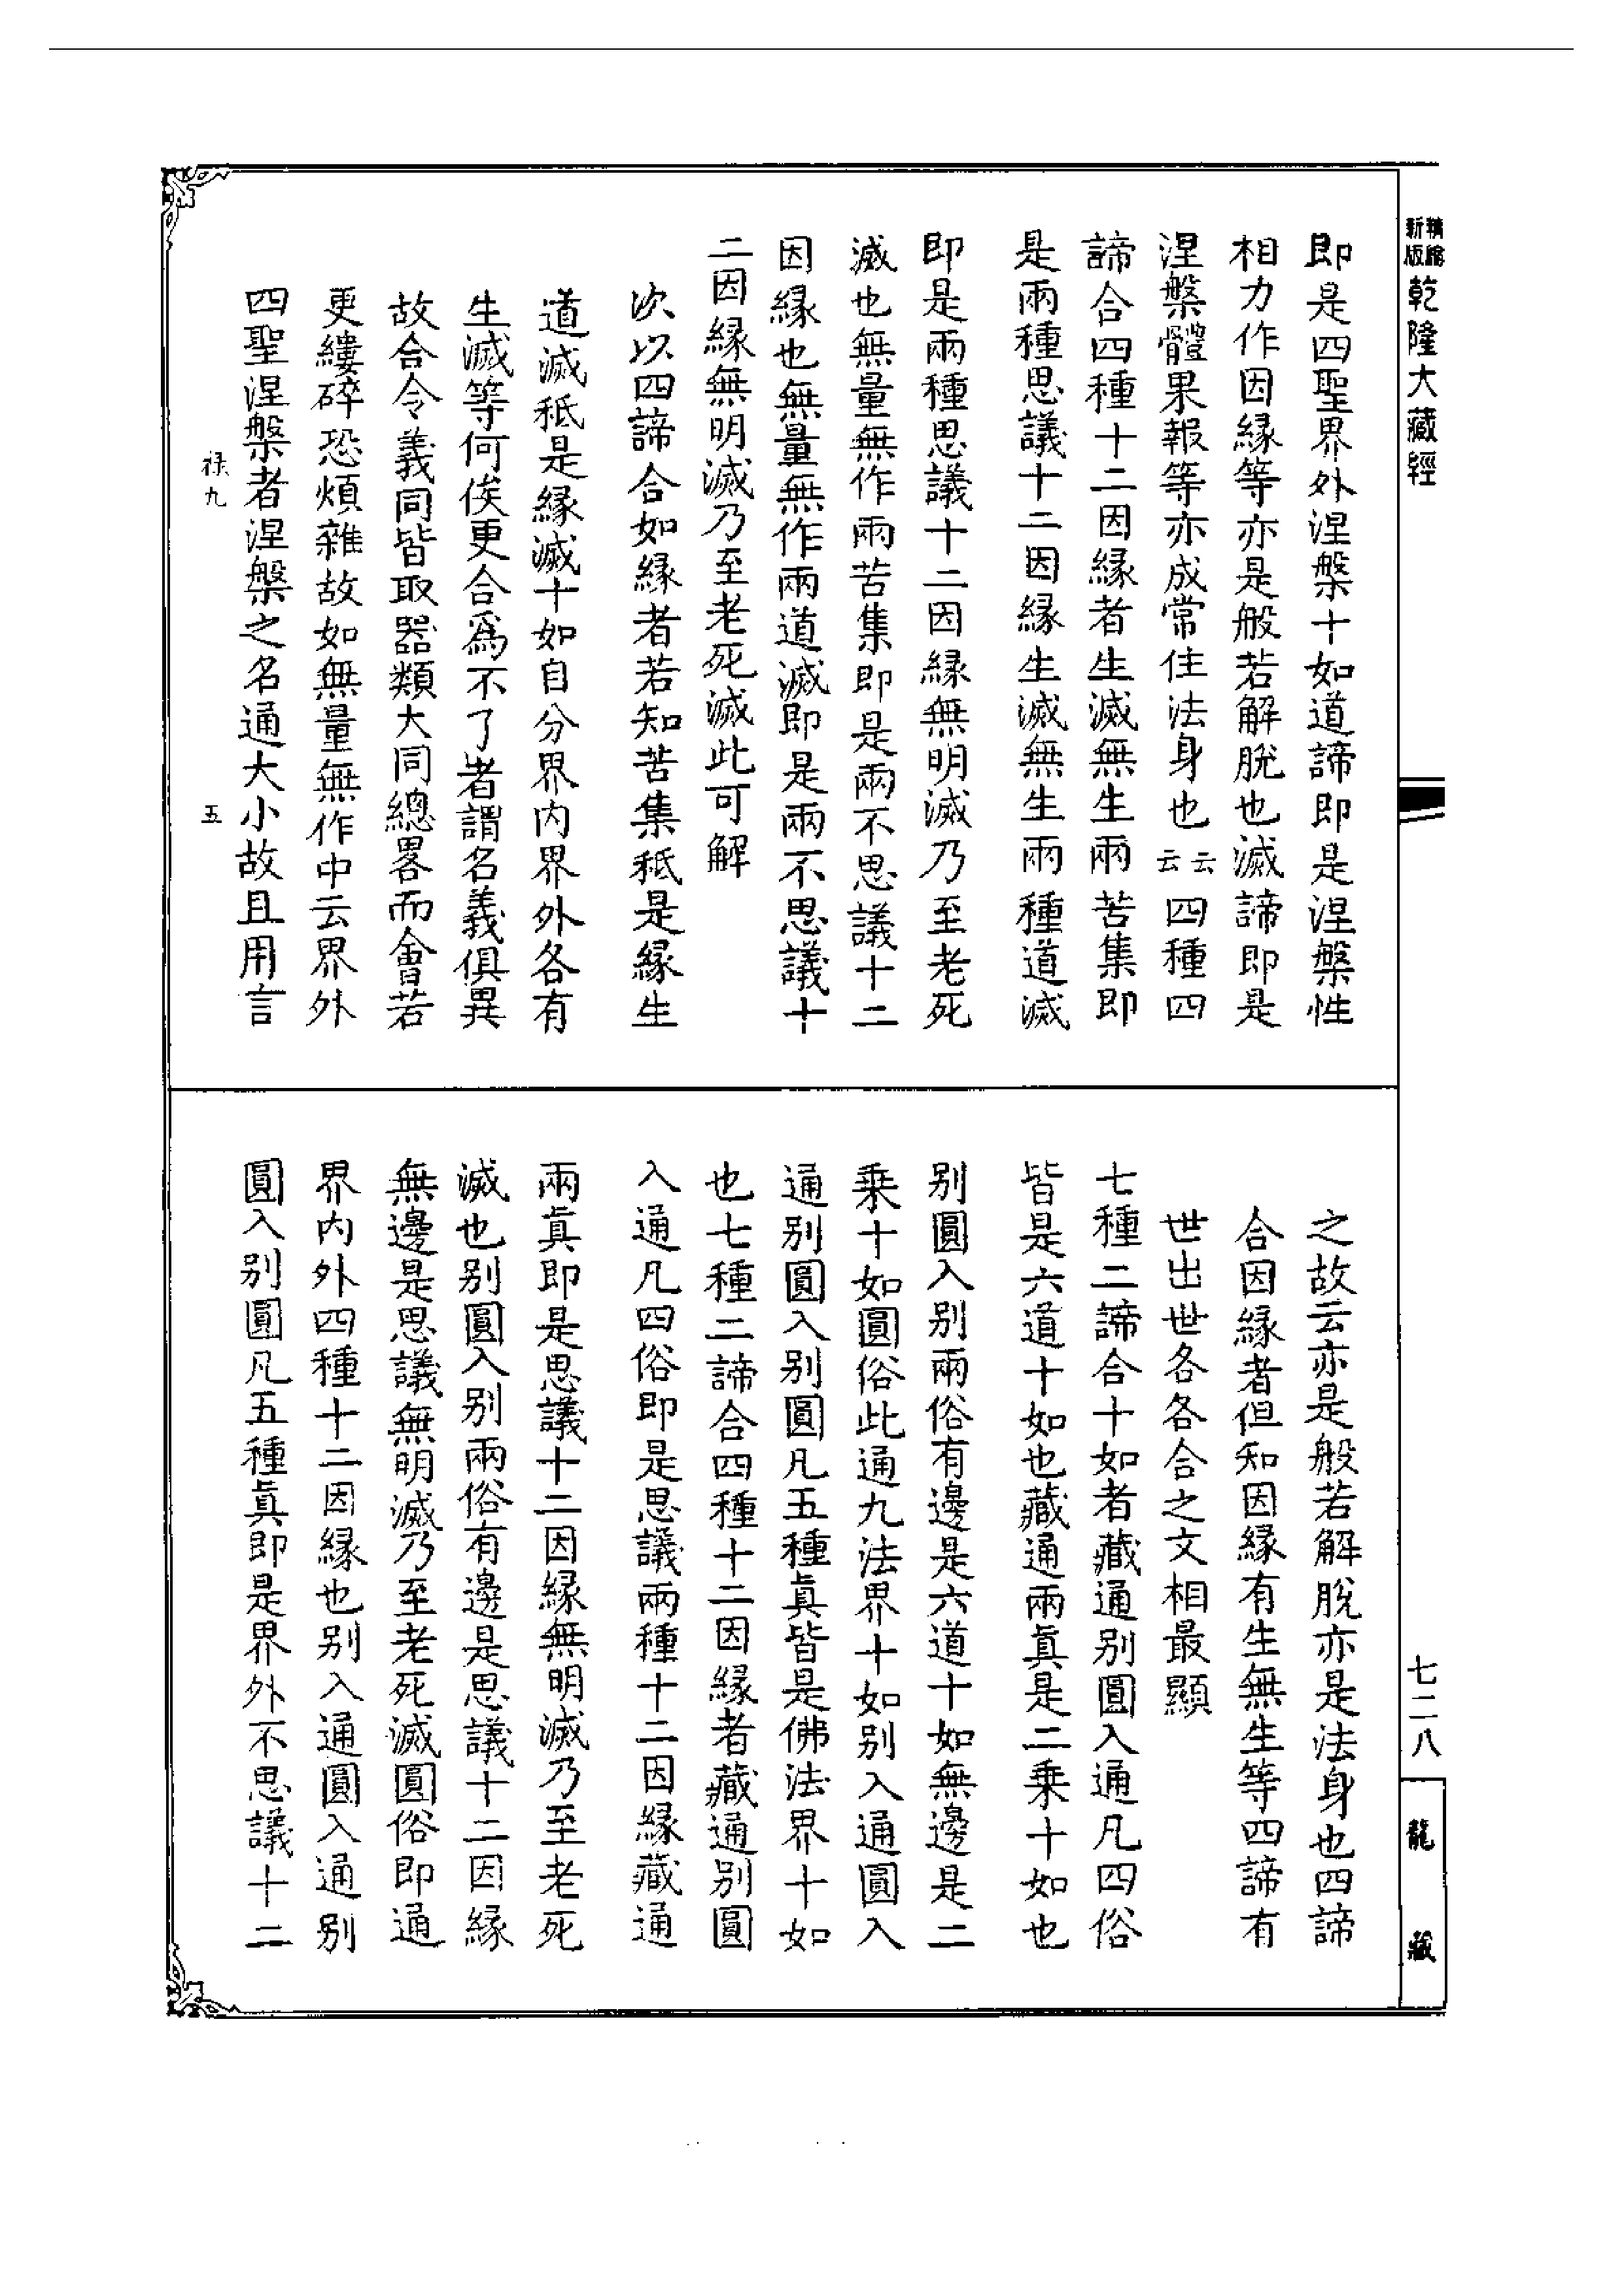 精繪新版
乾隆大藏經
即是四聖界外涅槃十如道諦即是涅槃性
相力作因緣等亦是般若解脫也滅諦即是
涅槃體果報等亦成常住法身也云云四種四
諦合四種十二因緣者生滅無生兩苦集即
是兩種思議十二因緣生滅無生兩種道滅
即是兩種思議十二因緣無明滅乃至老死
滅也無量無作兩苦集即是兩不思議十二
因緣也無量無作兩道滅即是兩不思議十
二因緣無明滅乃至老死滅此可解
次以四諦合如緣者若知苦集秖是緣生
道滅秖是緣滅十如自分界內界外各有
生滅等何俟更合爲不了者謂名義俱異
故合令義同皆取器類大同總畧而會若
更縷碎恐煩雜故如無量無作中云界外
四聖涅槃者涅槃之名通大小故且用言
祿九
五
之故云亦是般若解脫亦是法身也四諦
合因緣者但知因緣有生無生等四諦有
世出世各各合之文相最顯
七種二諦合十如者藏通別圓入通凡四俗
皆是六道十如也藏通兩真是二乘十如也
別圓入別兩俗有邊是六道十如無邊是二
乘十如圓俗此通九法界十如別入通圓入
通別圓入別圓凡五種真皆是佛法界十如
也七種二諦合四種十二因緣者藏通別圓
入通凡四俗即是思議兩種十二因緣藏通
兩真即是思議十二因緣無明滅乃至老死
滅也別圓入別兩俗有邊是思議十二因緣
無邊是思議無明滅乃至老死滅圓俗即通
界內外四種十二因緣也別入通圓入通別
圓入別圓凡五種真即是界外不思議十二
七二八
龍藏